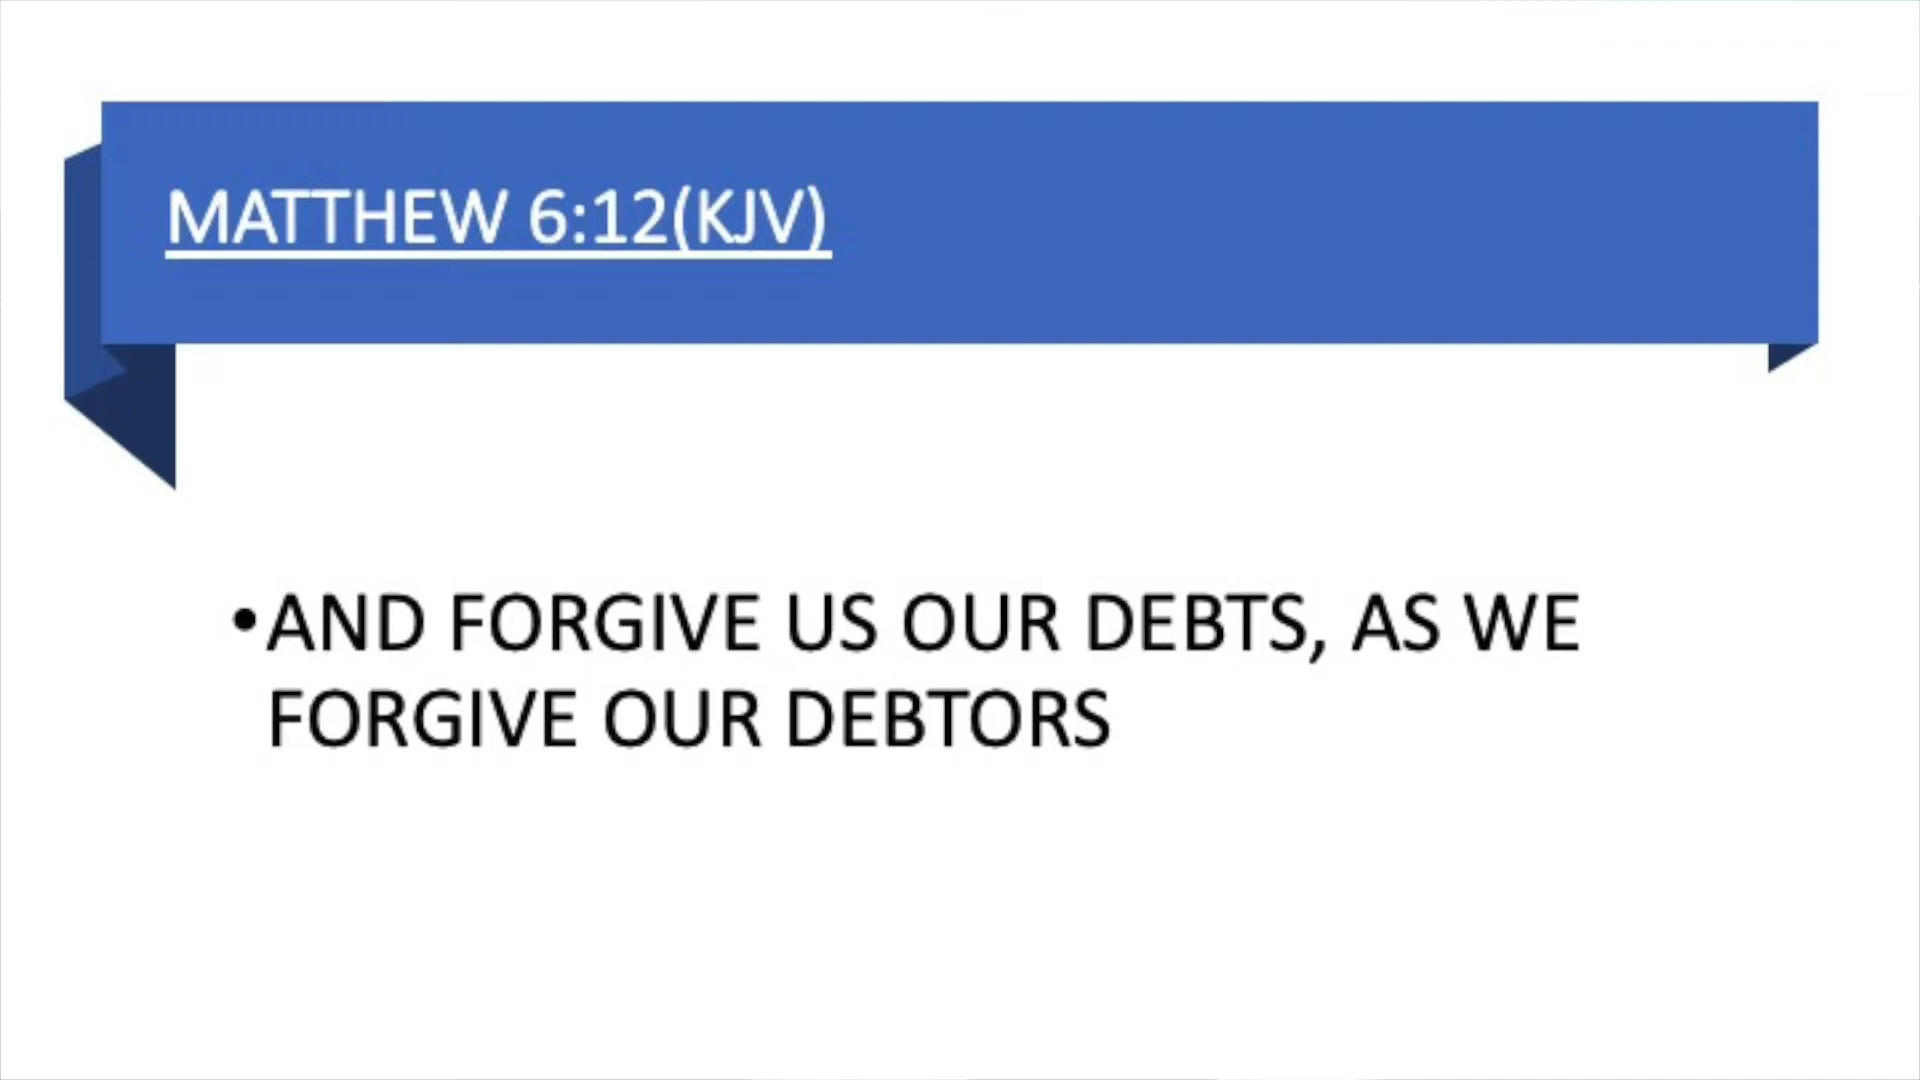 MATTHEW 6:12(KJV)
•AND FORGIVE US OUR DEBTS, AS WE
FORGIVE OUR DEBTORS